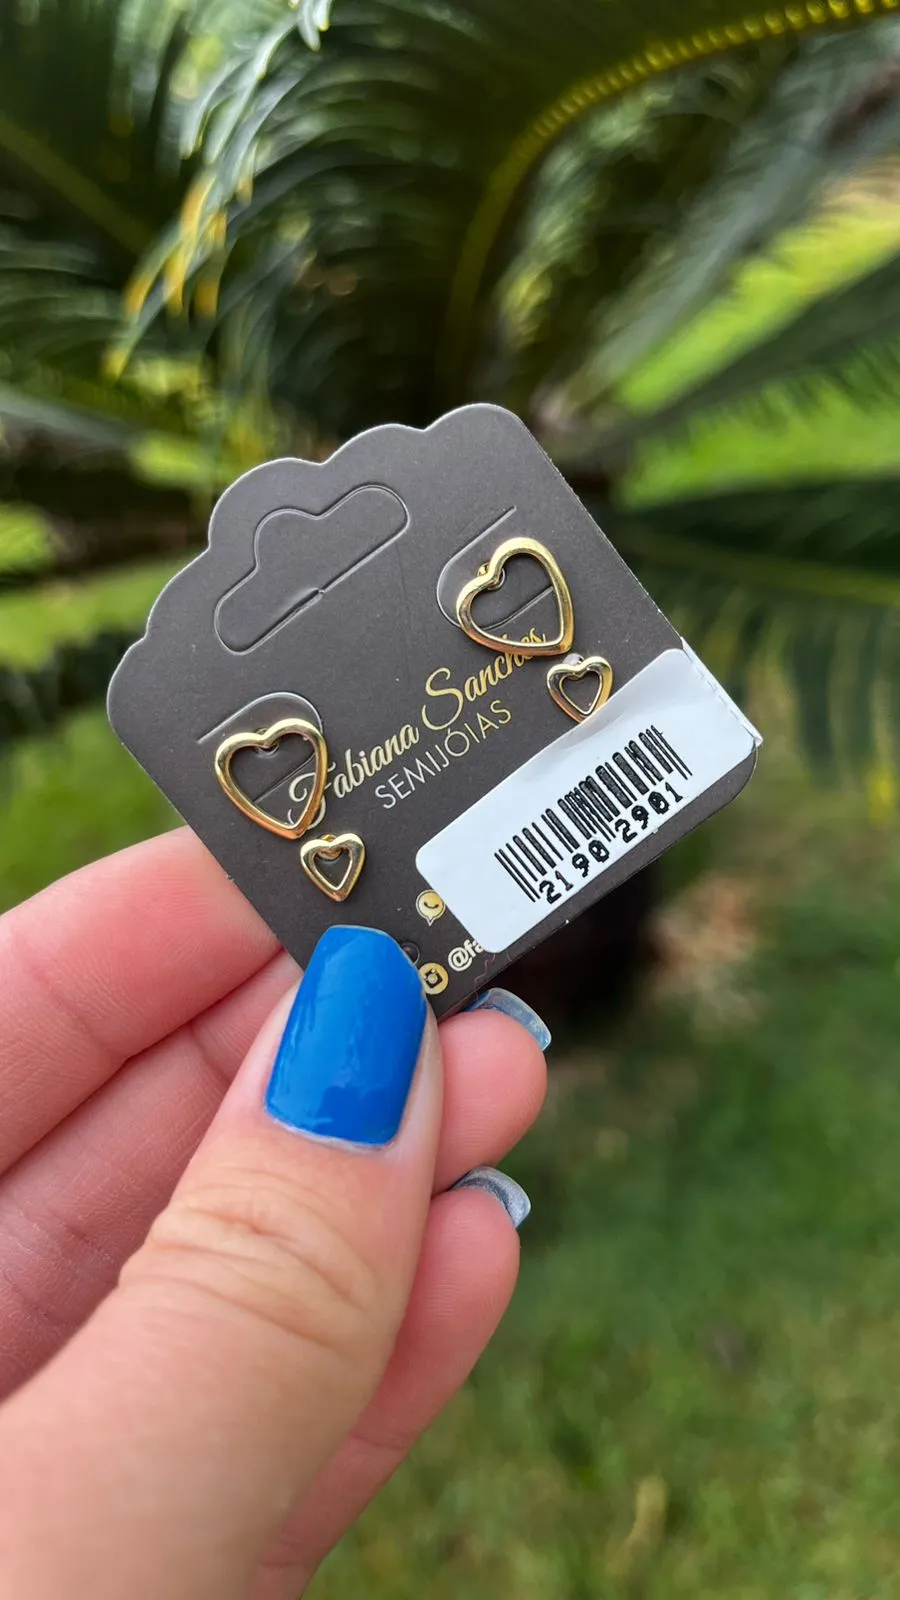 Fabiana Sanches
SEMIJÓIAS
2190 2901